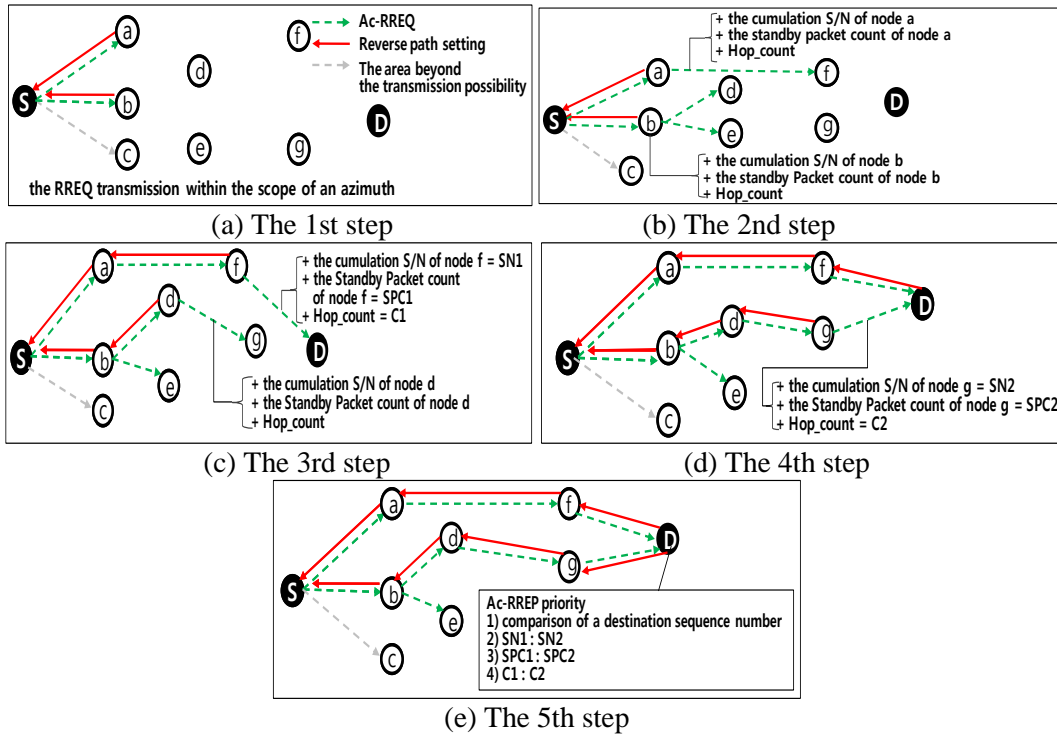 a
Ac-RREQ
f
Reverse path setting
d
The area beyond
the transmission possibility
S
b
D
c
e
g
the RREQ transmission within the scope of an azimuth
(a) The 1st step
+ the cumulation S/N of node a
+ the standby packet count of node a
+ Hop_count
a
f
d
D
S
b
e
g
c
+ the cumulation S/N of node b
+ the standby Packet count of node b
+ Hop_count
(b) The 2nd step
a
f
+ the cumulation S/N of node f = SN1
+ the Standby Packet count
of node f = SPC1
+ Hop_count = C1
d
g
D
S
b
e
c
+ the cumulation S/N of node d
+ the Standby Packet count of node d
+ Hop_count
(c) The 3rd step
a
f
D
d
g
S
b
e
c
+ the cumulation S/N of node g = SN2
+ the Standby Packet count of node g = SPC2
+ Hop_count = C2
(d) The 4th step
a
f
d
D
g
S
b
e
c
Ac-RREP priority
1) comparison of a destination sequence number
2) SN1 : SN2
3) SPC1 : SPC2
4) C1 : C2
(e) The 5th step